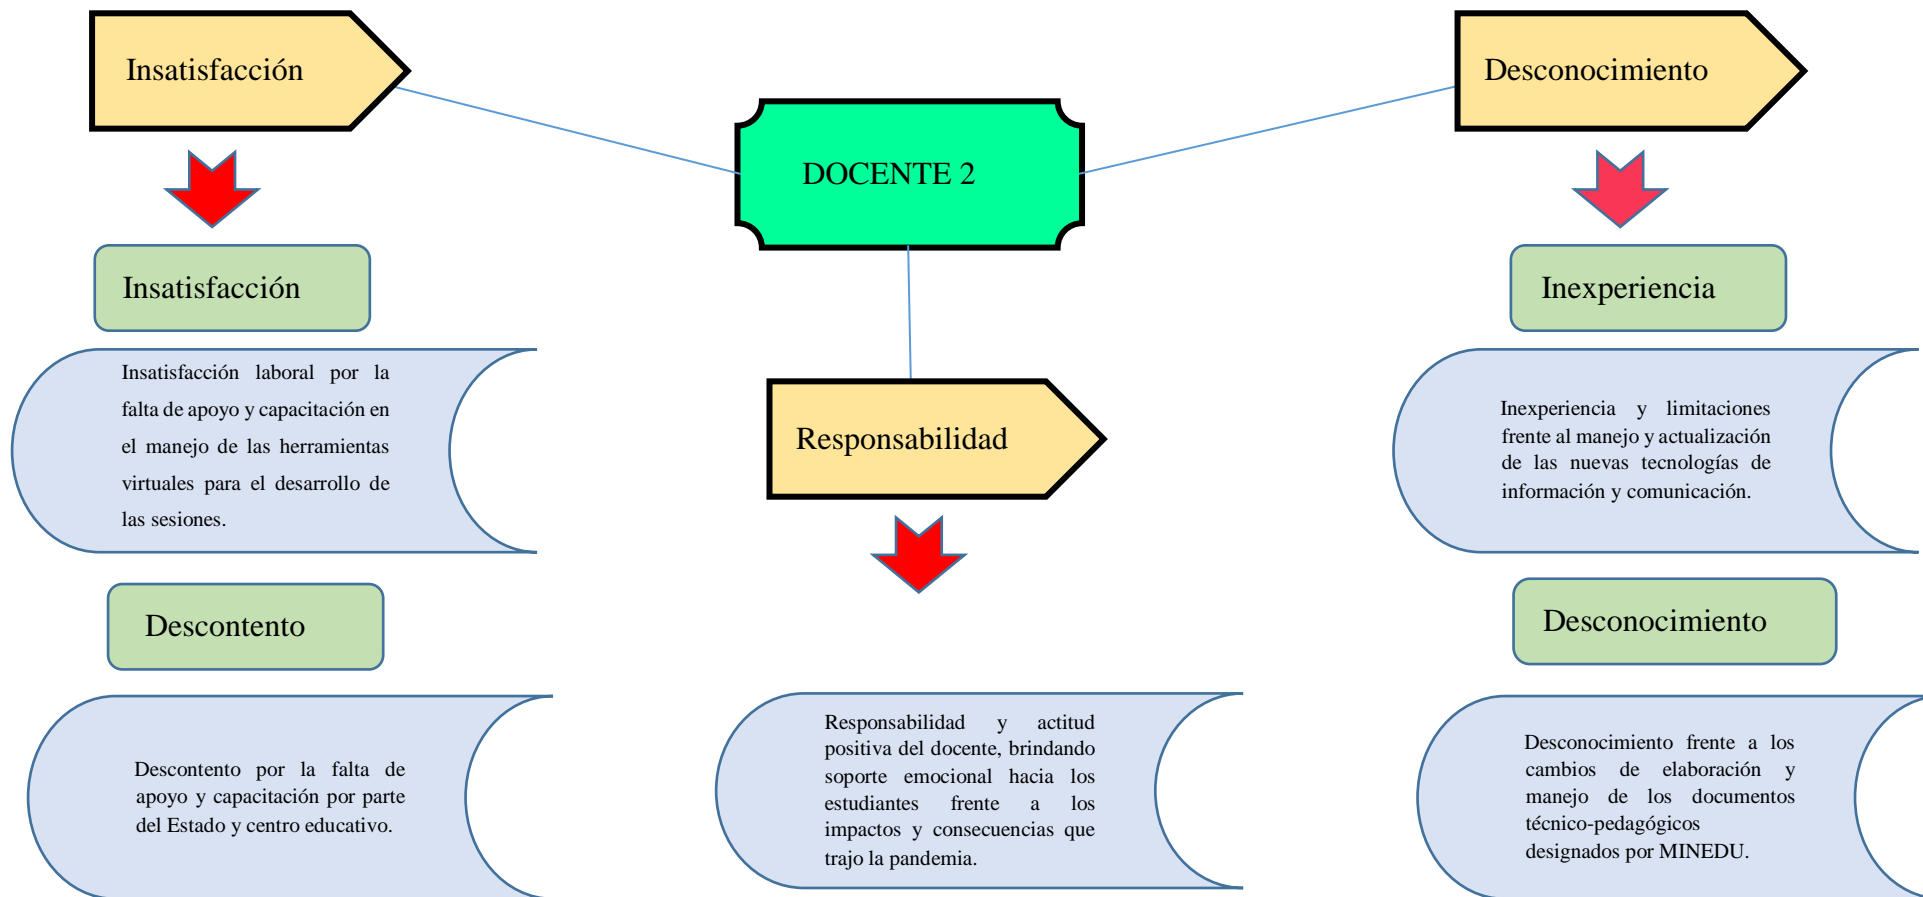 Insatisfacción
Desconocimiento
DOCENTE 2
Insatisfacción
Insatisfacción laboral por la
falta de apoyo y capacitación en
el manejo de las herramientas
virtuales para el desarrollo de
las sesiones.
Descontento
Descontento por la falta de
apoyo y capacitación por parte
del Estado y centro educativo.
Responsabilidad
Responsabilidad y actitud
positiva del docente, brindando
soporte emocional hacia los
estudiantes frente a los
impactos y consecuencias que
trajo la pandemia.
Inexperiencia
Inexperiencia y limitaciones
frente al manejo y actualización
de las nuevas tecnologías de
información y comunicación.
Desconocimiento
Desconocimiento frente a los
cambios de elaboración y
manejo de los documentos
técnico-pedagógicos
designados por MINEDU.